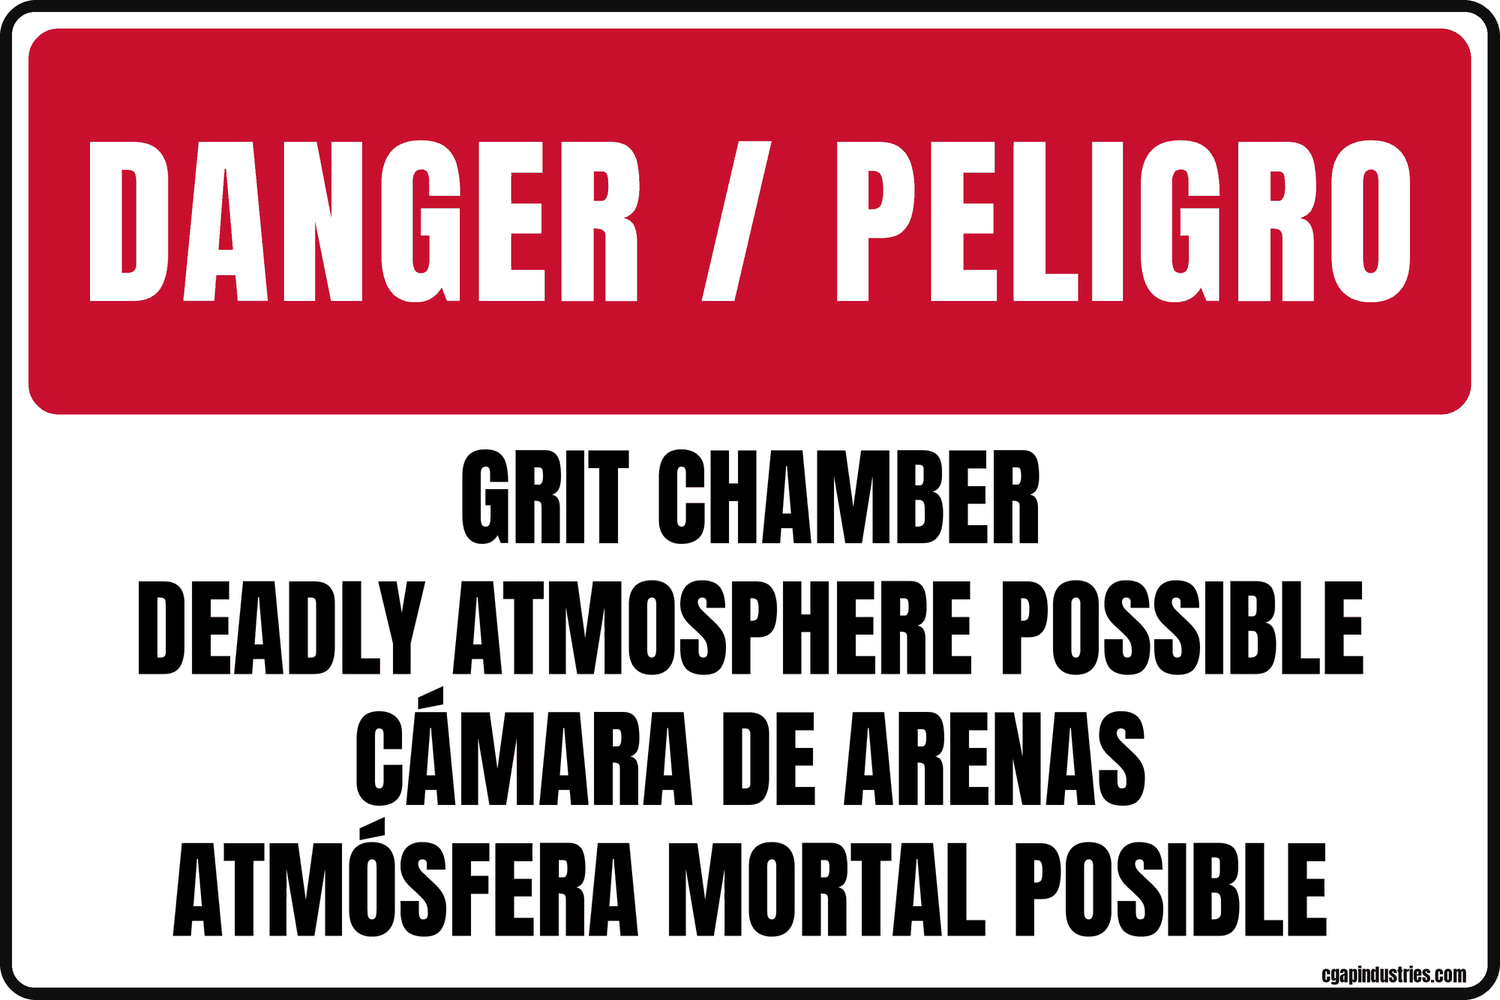 DANGER / PELIGRO
GRIT CHAMBER
DEADLY ATMOSPHERE POSSIBLE
CÁMARA DE ARENAS
ATMÓSFERA MORTAL POSIBLE
cgapindustries.com